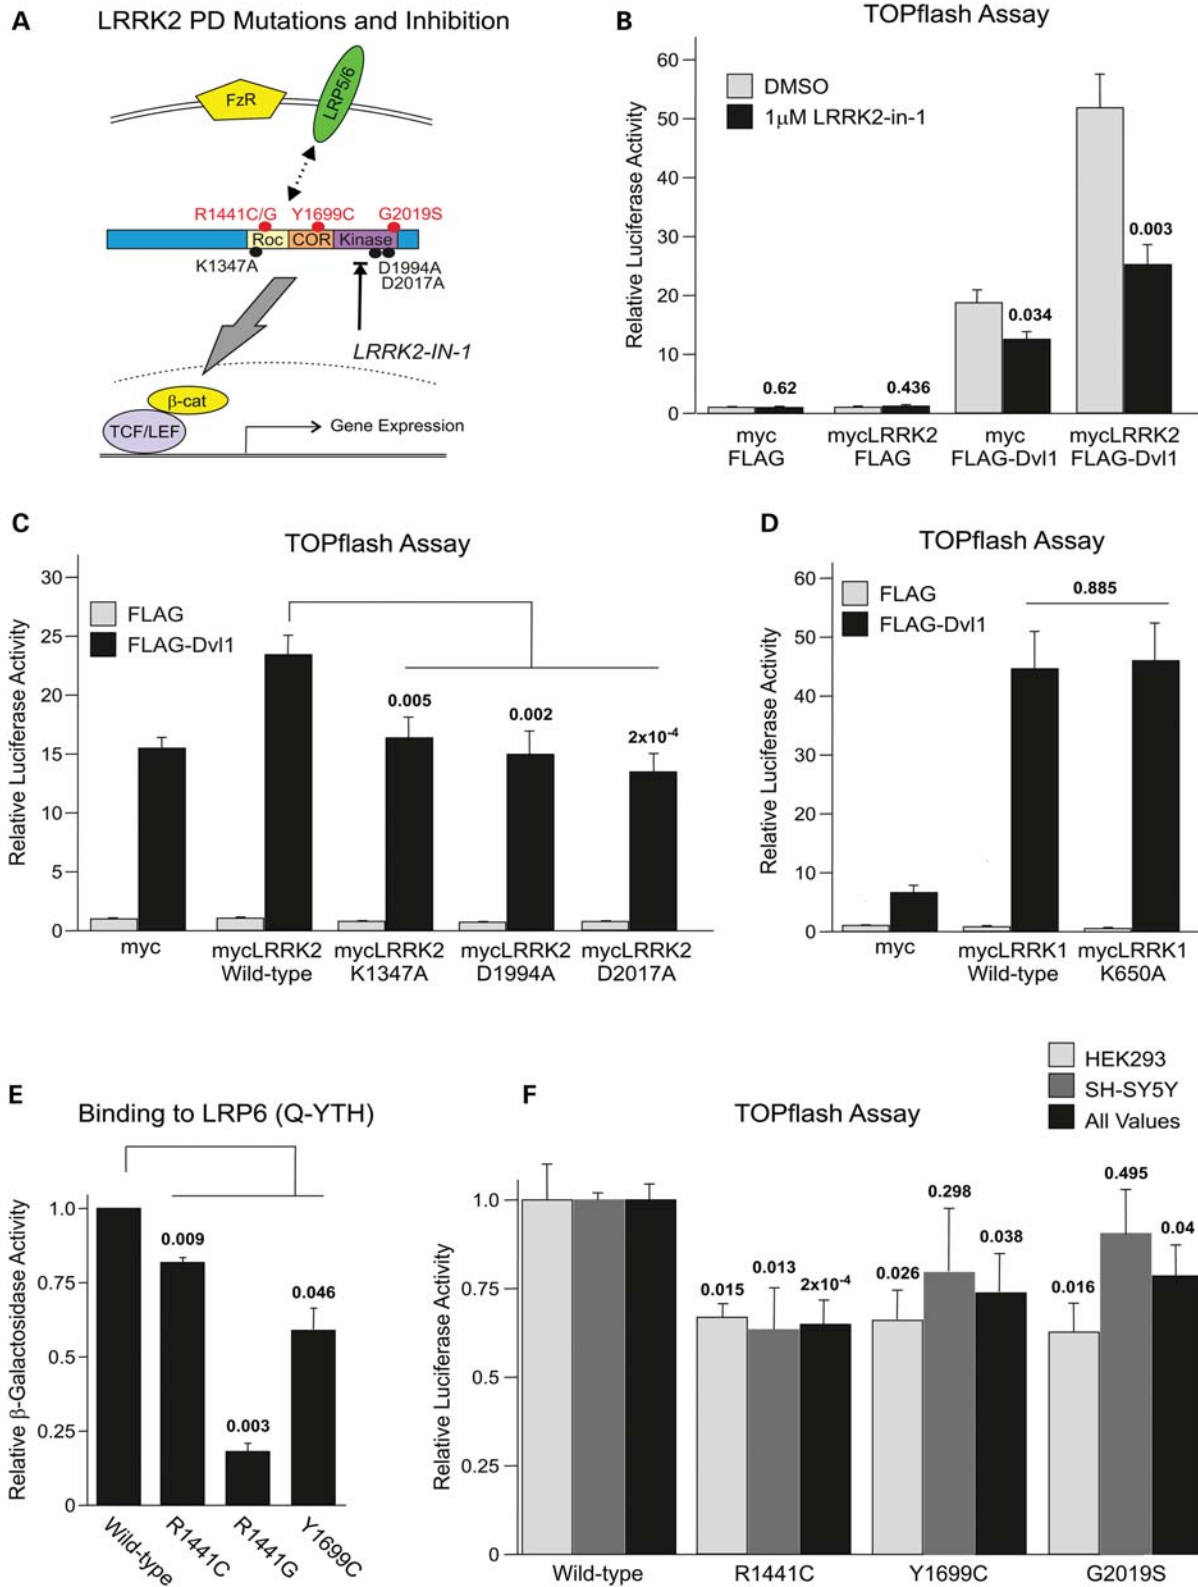 A
LRRK2 PD Mutations and Inhibition
FzR
LRP5/6
R1441C/G Y1699C G2019S
Roc COR Kinase
K1347A
D1994A
D2017A
LRRK2-IN-1
β-cat
TCF/LEF
Gene Expression
B
TOPflash Assay
Relative Luciferase Activity
60
50
40
30
20
10
0
DMSO
1μM LRRK2-in-1
0.62
0.436
0.034
0.003
myc
FLAG
mycLRRK2
FLAG
myc
FLAG-Dvl1
mycLRRK2
FLAG-Dvl1
C
TOPflash Assay
Relative Luciferase Activity
30
25
20
15
10
5
0
FLAG
FLAG-Dvl1
0.005
0.002
2x10-4
myc
mycLRRK2
Wild-type
mycLRRK2
K1347A
mycLRRK2
D1994A
mycLRRK2
D2017A
D
TOPflash Assay
Relative Luciferase Activity
60
50
40
30
20
10
0
FLAG
FLAG-Dvl1
0.885
myc
mycLRRK1
Wild-type
mycLRRK1
K650A
E
Binding to LRP6 (Q-YTH)
Relative β-Galactosidase Activity
1.0
0.75
0.5
0.25
0
0.009
0.003
0.046
Wild-type
R1441C
R1441G
Y1699C
F
TOPflash Assay
HEK293
SH-SY5Y
All Values
Relative Luciferase Activity
1.0
0.75
0.5
0.25
0
0.015
0.013
2x10-4
0.026
0.298
0.038
0.016
0.495
0.04
Wild-type
R1441C
Y1699C
G2019S